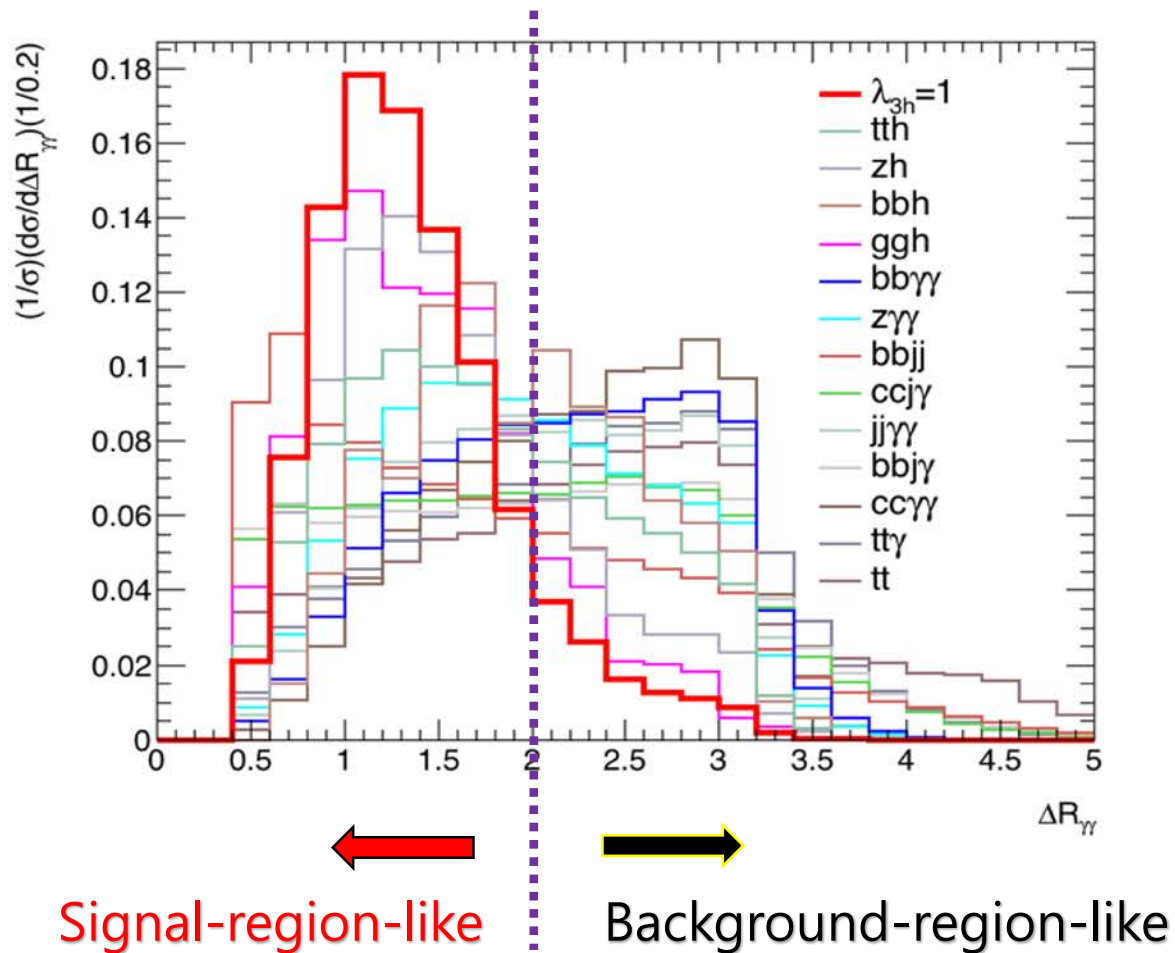 (1/σ)(dσ/dΔR_γγ)(1/0.2)
0.18
0.16
0.14
0.12
0.1
0.08
0.06
0.04
0.02
0
λ_3h=1
tth
zh
bbh
ggh
bbγγ
zγγ
bbjj
ccjγ
jjγγ
bbjγ
ccγγ
ttγ
tt
0 0.5 1 1.5 2 2.5 3 3.5 4 4.5 5
ΔR_γγ
Signal-region-like Background-region-like